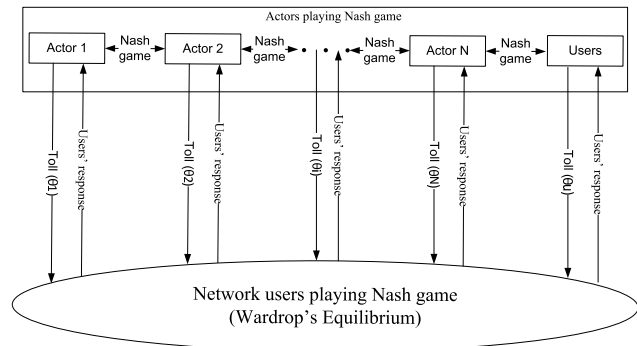 Actors playing Nash game
Actor 1
Nash
game
Actor 2
Nash
game
Nash
game
Actor N
Nash
game
Users
Toll (θ1)
Users' response
Toll (θ2)
Users' response
Toll (θi)
Users' response
Toll (θN)
Users' response
Toll (θu)
Users' response
Network users playing Nash game
(Wardrop's Equilibrium)